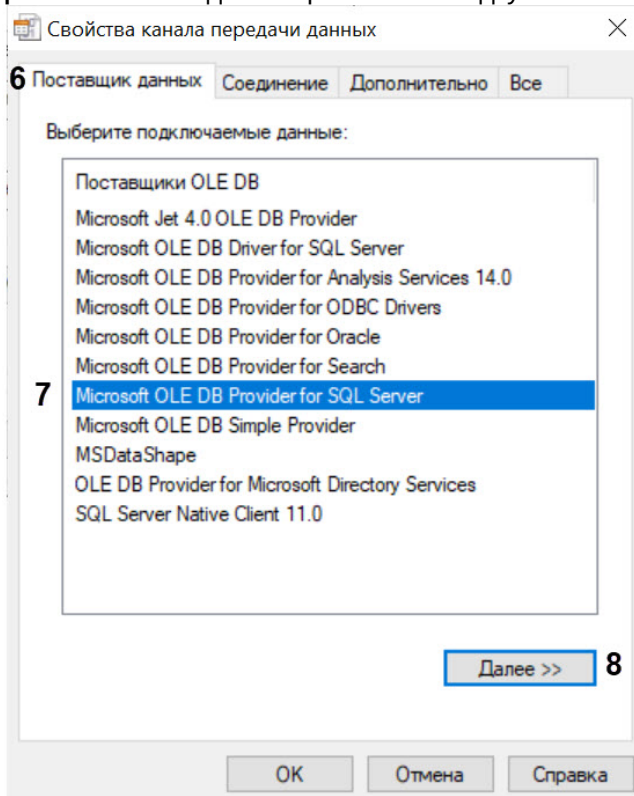 Свойства канала передачи данных
6 Поставщик данных Соединение Дополнительно Все
Выберите подключаемые данные:
Поставщики OLE DB
Microsoft Jet 4.0 OLE DB Provider
Microsoft OLE DB Driver for SQL Server
Microsoft OLE DB Provider for Analysis Services 14.0
Microsoft OLE DB Provider for ODBC Drivers
Microsoft OLE DB Provider for Oracle
Microsoft OLE DB Provider for Search
7 Microsoft OLE DB Provider for SQL Server
Microsoft OLE DB Simple Provider
MSDataShape
OLE DB Provider for Microsoft Directory Services
SQL Server Native Client 11.0
Далее >> 8
OK Отмена Справка